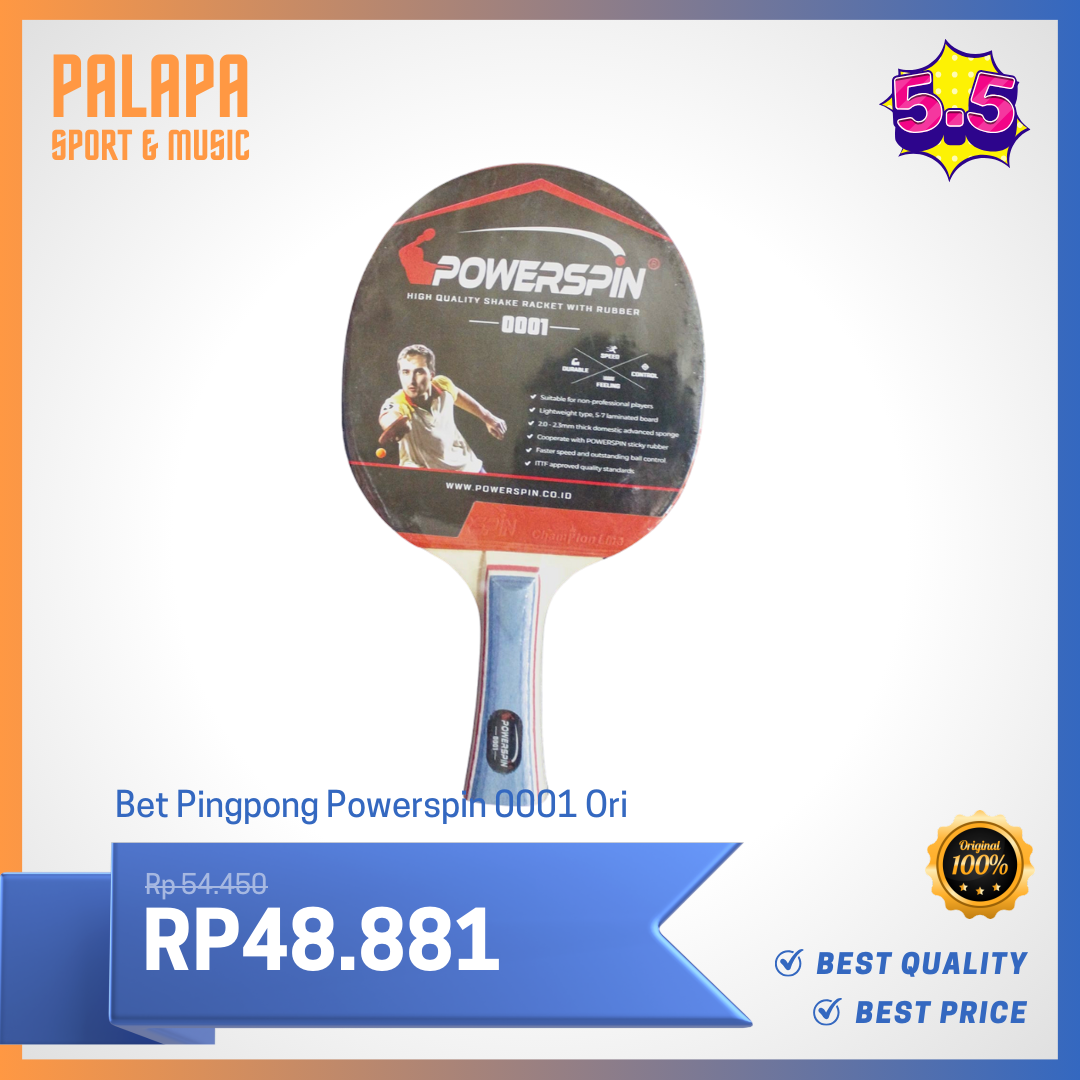 PALAPA
SPORT & MUSIC
5.5
POWERSPIN®
HIGH QUALITY SHAKE RACKET WITH RUBBER
0001
SPEED
DURABLE
CONTROL
FEELING
Suitable for non-professional players
Lightweight type, 5-7 laminated board
2.0 - 2.3mm thick domestic advanced sponge
Cooperate with POWERSPIN sticky rubber
Faster speed and outstanding ball control
ITTF approved quality standards
WWW.POWERSPIN.CO.ID
POWERSPIN
0001
Bet Pingpong Powerspin 0001 Ori
Rp 54.450
RP48.881
Original
100%
BEST QUALITY
BEST PRICE